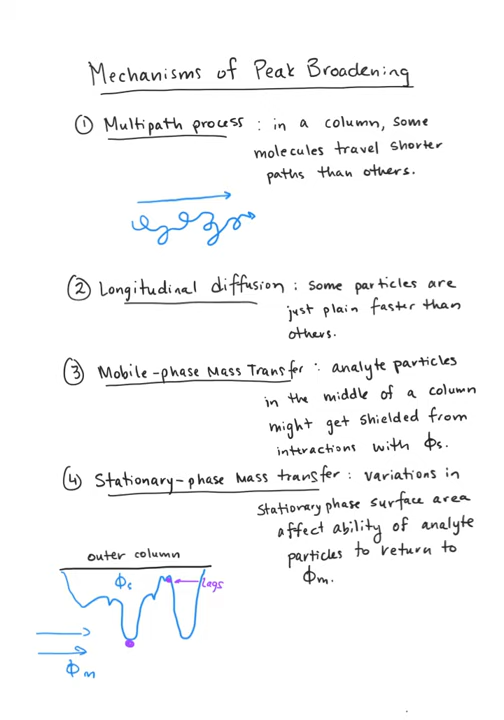 Mechanisms of Peak Broadening
① Multipath process : in a column, some
molecules travel shorter
paths than others.
② Longitudinal diffusion : some particles are
just plain faster than
others.
③ Mobile-phase Mass Transfer : analyte particles
in the middle of a column
might get shielded from
interactions with ϕs.
④ Stationary-phase Mass transfer : variations in
stationary phase surface area
affect ability of analyte
particles to return to
ϕm.
outer column
ϕs
lags
ϕm